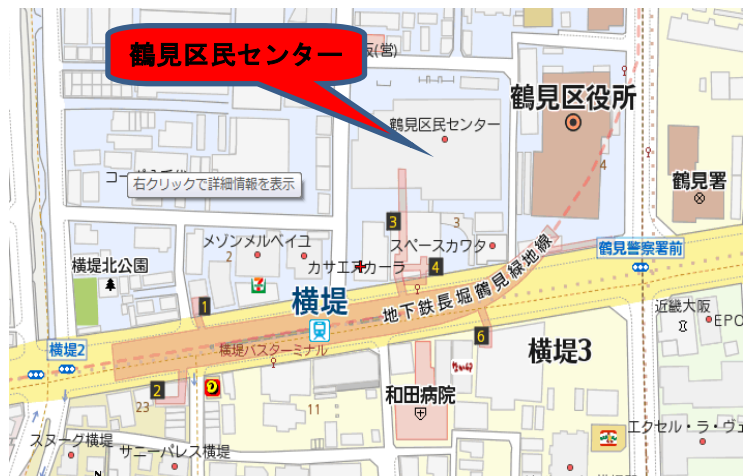 鶴見区民センター
阪(営)
鶴見区役所
鶴見区民センター
4
鶴見署
右クリックで詳細情報を表示
3
3
メゾンメルベイユ
2
スペースカワタ
鶴見警察署前
横堤北公園
カサエアカーラ
4
地下鉄長堀鶴見緑地線
1
横堤
近畿大阪
EPO
6
横堤2
横堤バスターミナル
横堤3
2
和田病院
23
11
エクセル・ラ・ヴェ
スヌーグ横堤
サニーパレス横堤